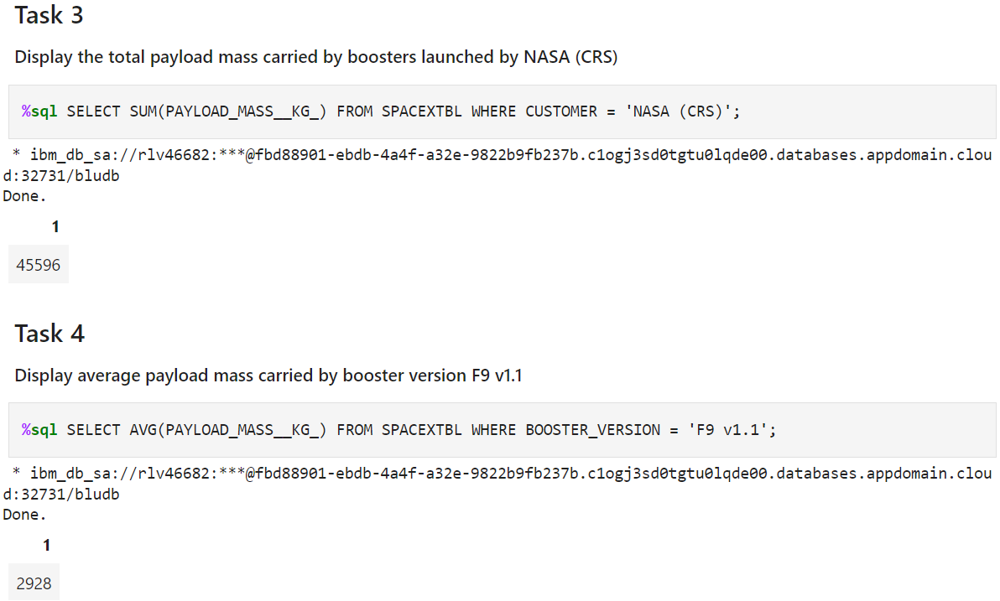 Task 3
Display the total payload mass carried by boosters launched by NASA (CRS)
%sql SELECT SUM(PAYLOAD_MASS__KG_) FROM SPACEXTBL WHERE CUSTOMER = 'NASA (CRS)';
* ibm_db_sa://rlv46682:***@fbd88901-ebdb-4a4f-a32e-9822b9fb237b.c1ogj3sd0tgtu0lqde00.databases.appdomain.clou
d:32731/bludb
Done.
1
45596
Task 4
Display average payload mass carried by booster version F9 v1.1
%sql SELECT AVG(PAYLOAD_MASS__KG_) FROM SPACEXTBL WHERE BOOSTER_VERSION = 'F9 v1.1';
* ibm_db_sa://rlv46682:***@fbd88901-ebdb-4a4f-a32e-9822b9fb237b.c1ogj3sd0tgtu0lqde00.databases.appdomain.clou
d:32731/bludb
Done.
1
2928